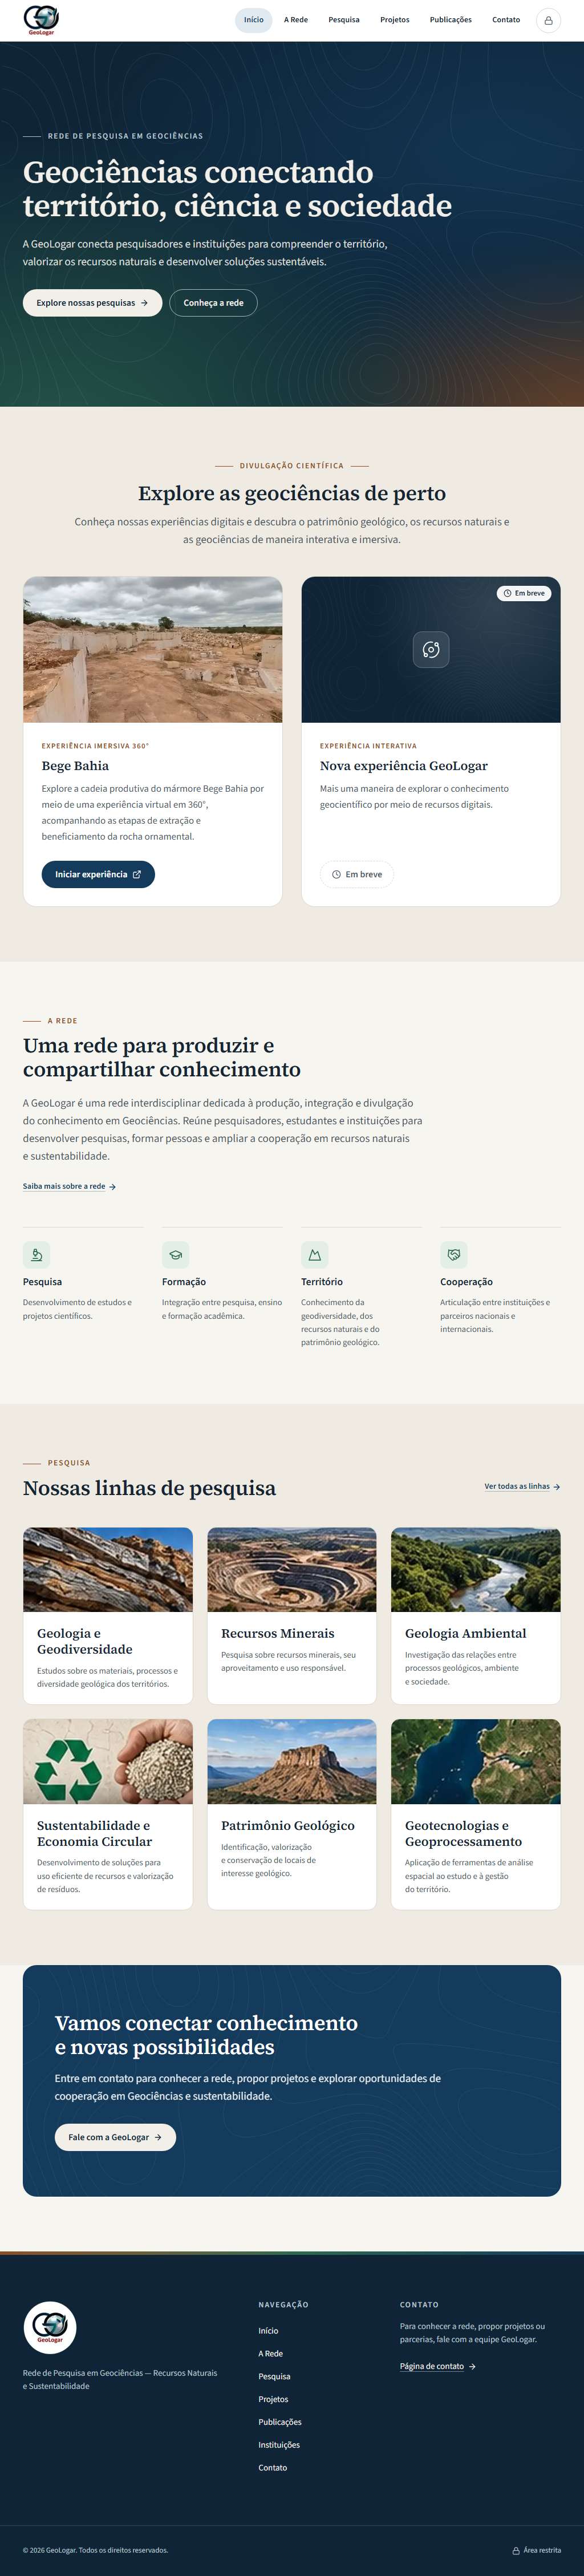 GeoLogar
Início
A Rede
Pesquisa
Projetos
Publicações
Contato
REDE DE PESQUISA EM GEOCIÊNCIAS
Geociências conectando
território, ciência e sociedade
A GeoLogar conecta pesquisadores e instituições para compreender o território,
valorizar os recursos naturais e desenvolver soluções sustentáveis.
Explore nossas pesquisas
Conheça a rede
DIVULGAÇÃO CIENTÍFICA
Explore as geociências de perto
Conheça nossas experiências digitais e descubra o patrimônio geológico, os recursos naturais e
as geociências de maneira interativa e imersiva.
EXPERIÊNCIA IMERSIVA 360°
Bege Bahia
Explore a cadeia produtiva do mármore Bege Bahia por
meio de uma experiência virtual em 360°,
acompanhando as etapas de extração e
beneficiamento da rocha ornamental.
Iniciar experiência
Em breve
EXPERIÊNCIA INTERATIVA
Nova experiência GeoLogar
Mais uma maneira de explorar o conhecimento
geocientífico por meio de recursos digitais.
Em breve
A REDE
Uma rede para produzir e
compartilhar conhecimento
A GeoLogar é uma rede interdisciplinar dedicada à produção, integração e divulgação
do conhecimento em Geociências. Reúne pesquisadores, estudantes e instituições para
desenvolver pesquisas, formar pessoas e ampliar a cooperação em recursos naturais
e sustentabilidade.
Saiba mais sobre a rede
Pesquisa
Desenvolvimento de estudos e
projetos científicos.
Formação
Integração entre pesquisa, ensino
e formação acadêmica.
Território
Conhecimento da
geodiversidade, dos
recursos naturais e do
patrimônio geológico.
Cooperação
Articulação entre instituições e
parceiros nacionais e
internacionais.
PESQUISA
Nossas linhas de pesquisa
Ver todas as linhas
Geologia e
Geodiversidade
Estudos sobre os materiais, processos e
diversidade geológica dos territórios.
Recursos Minerais
Pesquisa sobre recursos minerais, seu
aproveitamento e uso responsável.
Geologia Ambiental
Investigação das relações entre
processos geológicos, ambiente
e sociedade.
Sustentabilidade e
Economia Circular
Desenvolvimento de soluções para
uso eficiente de recursos e valorização
de resíduos.
Patrimônio Geológico
Identificação, valorização
e conservação de locais de
interesse geológico.
Geotecnologias e
Geoprocessamento
Aplicação de ferramentas de análise
espacial ao estudo e à gestão
do território.
Vamos conectar conhecimento
e novas possibilidades
Entre em contato para conhecer a rede, propor projetos e explorar oportunidades de
cooperação em Geociências e sustentabilidade.
Fale com a GeoLogar
GeoLogar
Rede de Pesquisa em Geociências — Recursos Naturais
e Sustentabilidade
NAVEGAÇÃO
Início
A Rede
Pesquisa
Projetos
Publicações
Instituições
Contato
CONTATO
Para conhecer a rede, propor projetos ou
parcerias, fale com a equipe GeoLogar.
Página de contato
© 2026 GeoLogar. Todos os direitos reservados.
Área restrita